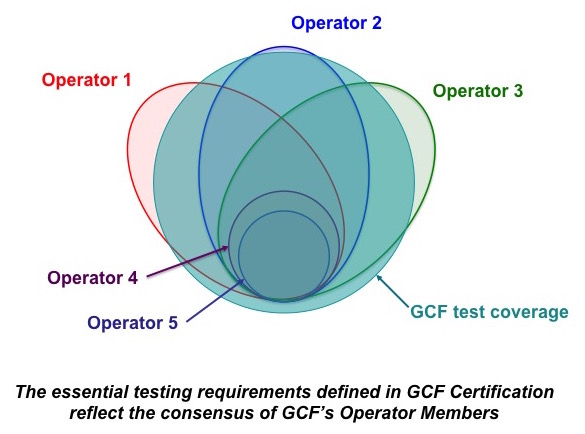 Operator 2
Operator 1
Operator 3
Operator 4
Operator 5
GCF test coverage
The essential testing requirements defined in GCF Certification
reflect the consensus of GCF's Operator Members